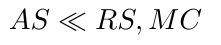 AS ≪ RS, MC